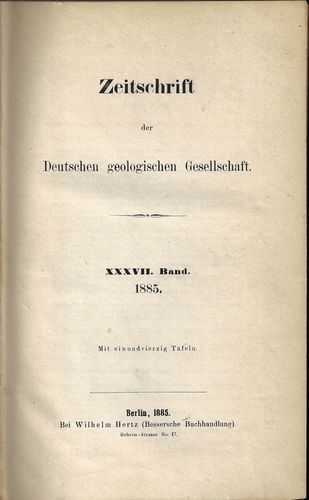 Zeitschrift
der
Deutschen geologischen Gesellschaft.
XXXVII. Band.
1885.
Mit einundvierzig Tafeln.
Berlin, 1885.
Bei Wilhelm Hertz (Bessersche Buchhandlung).
Behren-Strasse No. 17.